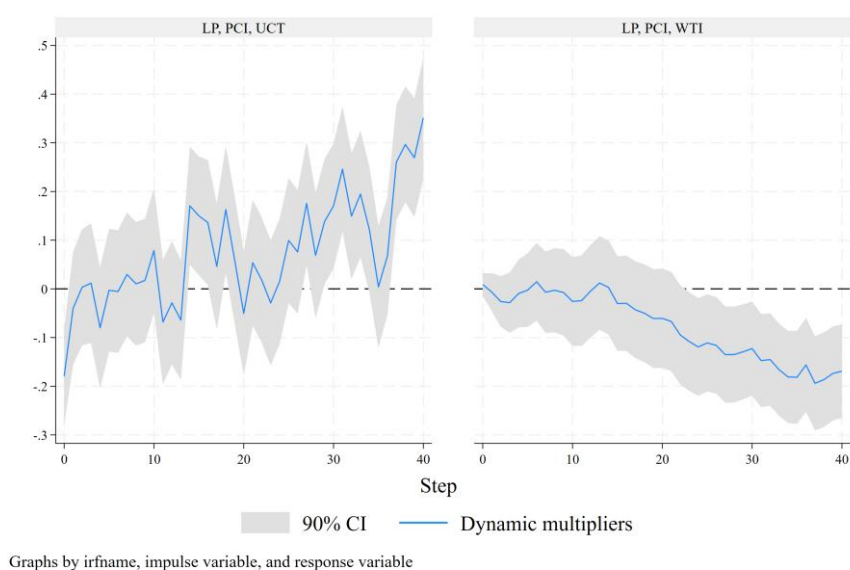 LP, PCI, UCT
LP, PCI, WTI
.5
.4
.3
.2
.1
0
-.1
-.2
-.3
0 10 20 30 40
0 10 20 30 40
Step
90% CI
Dynamic multipliers
Graphs by irfname, impulse variable, and response variable